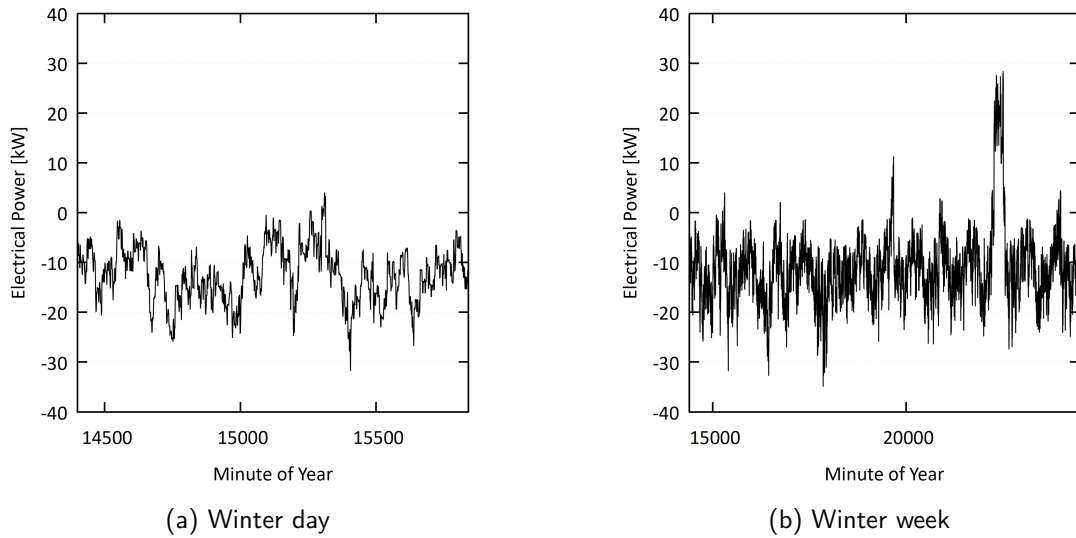 40
30
20
10
0
-10
-20
-30
-40
Electrical Power [kW]
14500 15000 15500
Minute of Year
(a) Winter day
40
30
20
10
0
-10
-20
-30
-40
Electrical Power [kW]
15000 20000
Minute of Year
(b) Winter week